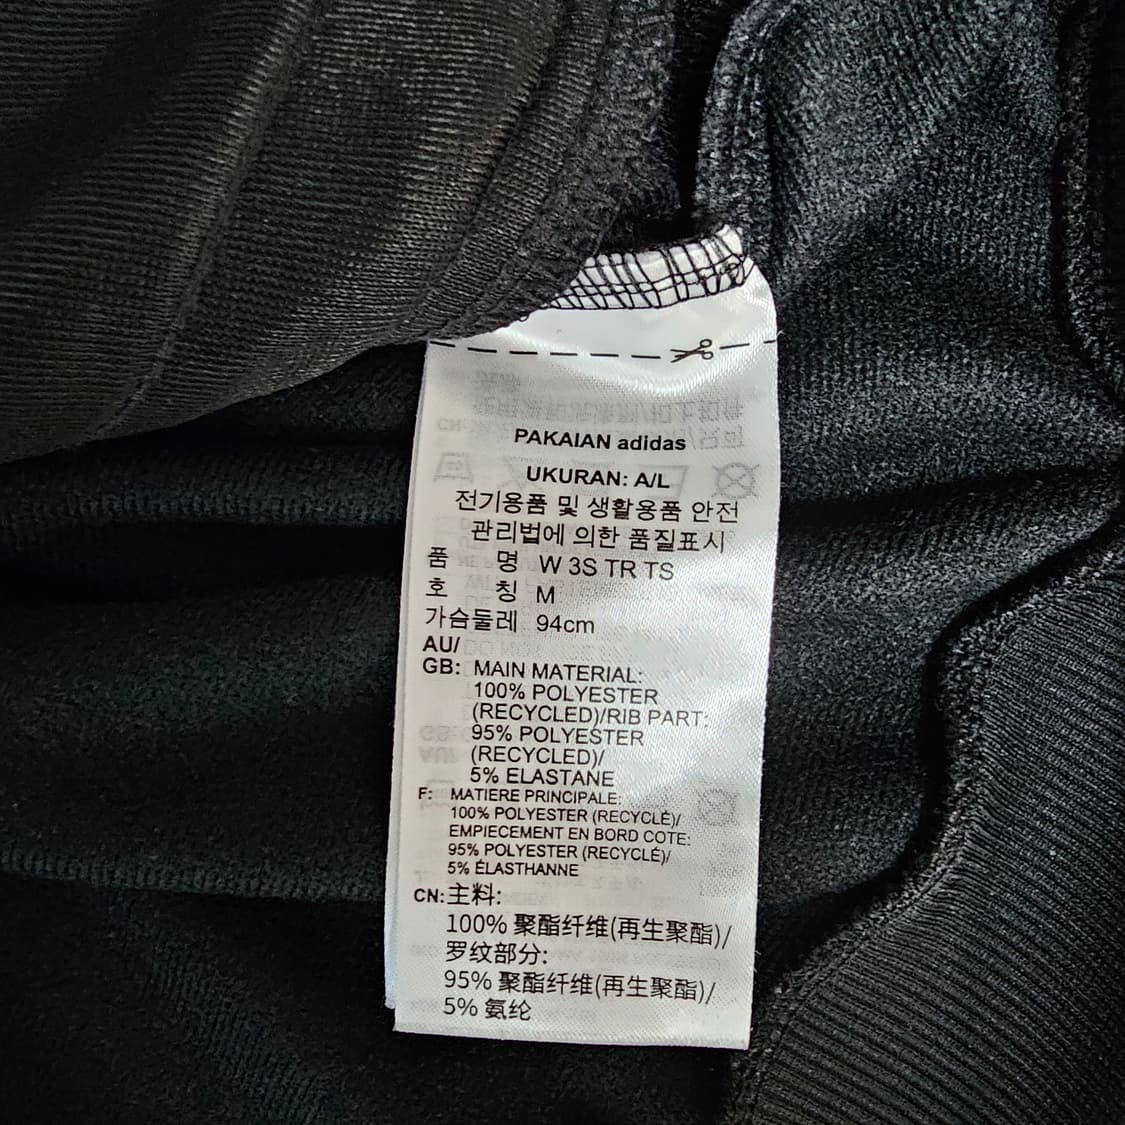 PAKAIAN adidas
UKURAN: A/L
전기용품 및 생활용품 안전
관리법에 의한 품질표시
품 명 W 3S TR TS
호 칭 M
가슴둘레 94cm
AU/
GB: MAIN MATERIAL:
100% POLYESTER
(RECYCLED)/RIB PART:
95% POLYESTER
(RECYCLED)/
5% ELASTANE
F: MATIERE PRINCIPALE:
100% POLYESTER (RECYCLÉ)/
EMPIECEMENT EN BORD COTE:
95% POLYESTER (RECYCLÉ)/
5% ÉLASTHANNE
CN: 主料:
100% 聚酯纤维(再生聚酯)/
罗纹部分:
95% 聚酯纤维(再生聚酯)/
5% 氨纶